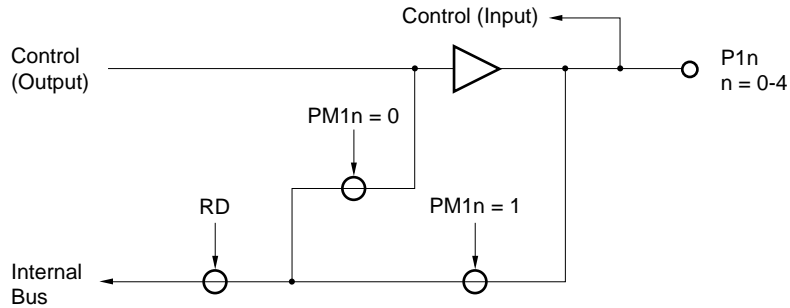 Control (Input)
Control
(Output)
P1n
n = 0-4
PM1n = 0
RD
PM1n = 1
Internal
Bus